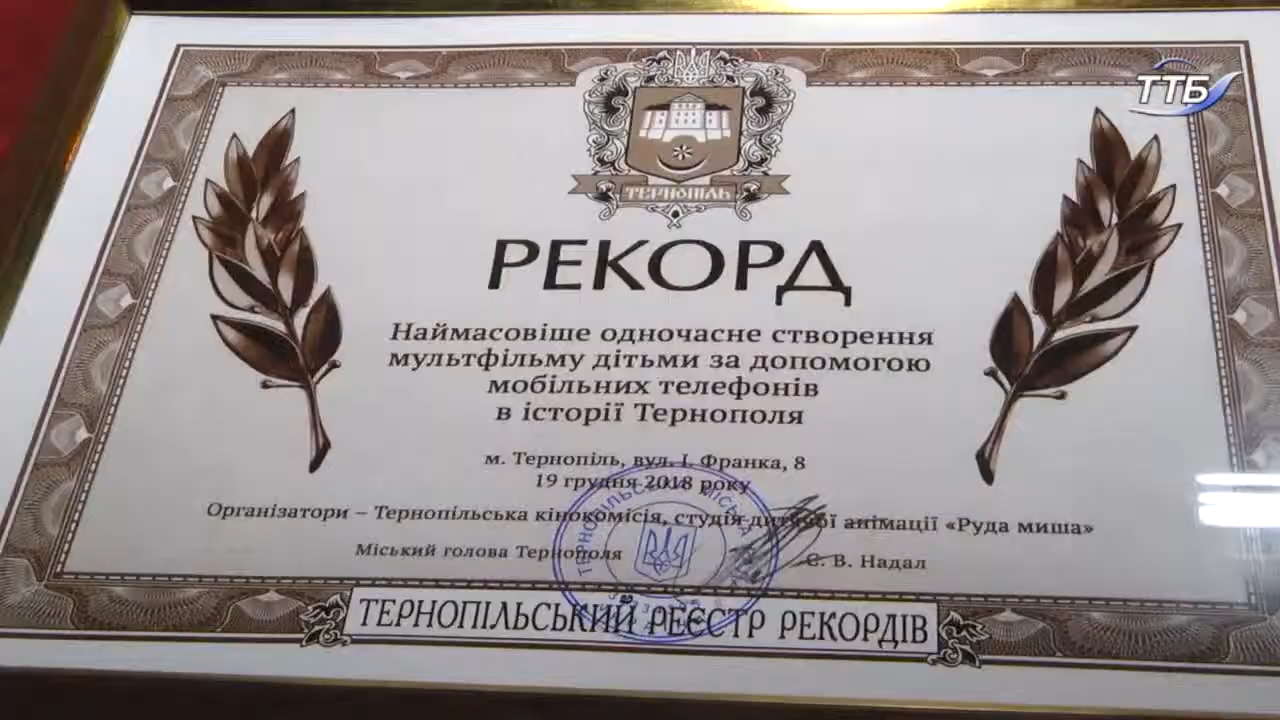 ТТБ
ТЕРНОПІЛЬ
РЕКОРД
Наймасовіше одночасне створення
мультфільму дітьми за допомогою
мобільних телефонів
в історії Тернополя
м. Тернопіль, вул. І. Франка, 8
19 грудня 2018 року
Організатори – Тернопільська кінокомісія, студія дитячої анімації «Руда миша»
Міський голова Тернополя
С. В. Надал
ТЕРНОПІЛЬСЬКИЙ РЕЄСТР РЕКОРДІВ